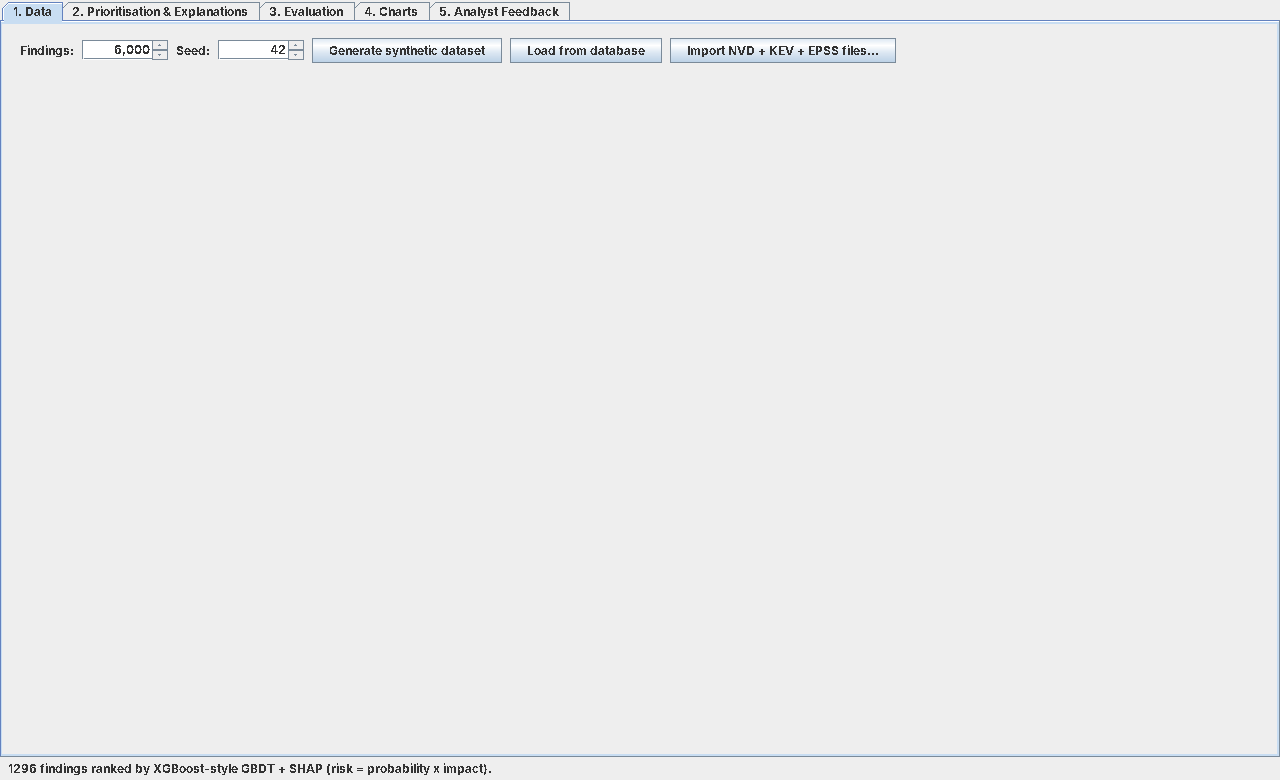 1. Data 2. Prioritisation & Explanations 3. Evaluation 4. Charts 5. Analyst Feedback
Findings: 6,000 Seed: 42 Generate synthetic dataset Load from database Import NVD + KEV + EPSS files...
1296 findings ranked by XGBoost-style GBDT + SHAP (risk = probability x impact).